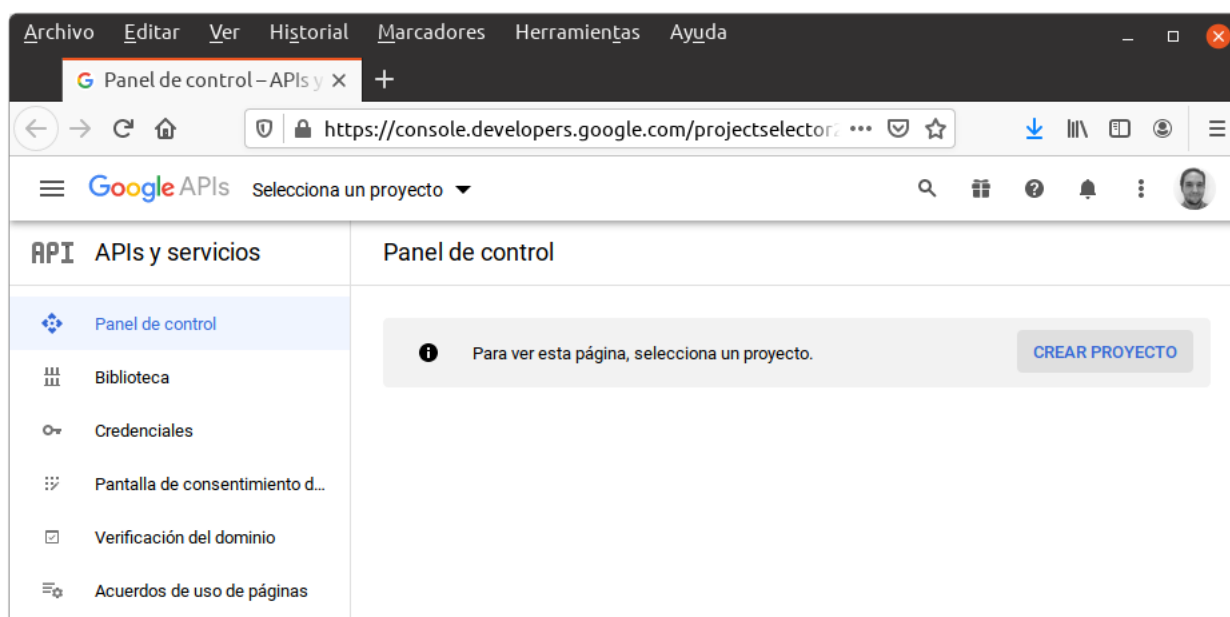 Archivo Editar Ver Historial Marcadores Herramientas Ayuda
Panel de control – APIs y
https://console.developers.google.com/projectselector
Google APIs Selecciona un proyecto
API APIs y servicios
Panel de control
Panel de control
Para ver esta página, selecciona un proyecto.
CREAR PROYECTO
Biblioteca
Credenciales
Pantalla de consentimiento d...
Verificación del dominio
Acuerdos de uso de páginas